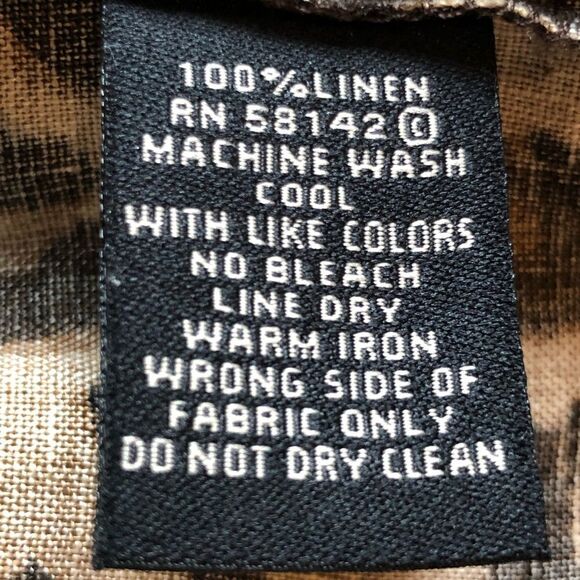 100% LINEN
RN 58142 ©
MACHINE WASH
COOL
WITH LIKE COLORS
NO BLEACH
LINE DRY
WARM IRON
WRONG SIDE OF
FABRIC ONLY
DO NOT DRY CLEAN